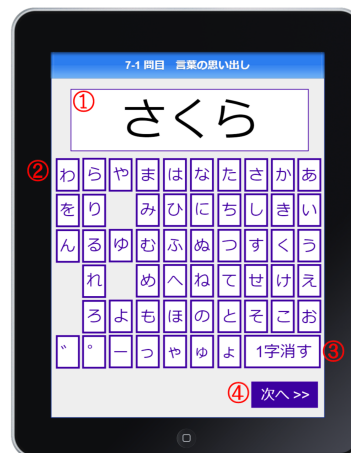 7-1 問目 言葉の思い出し
①
さくら
②
わ ら や ま は な た さ か あ
を り み ひ に ち し き い
ん る ゆ む ふ ぬ つ す く う
れ め へ ね て せ け え
ろ よ も ほ の と そ こ お
゛ ゜ ー っ ゃ ゅ ょ 1字消す
③
④
次へ >>